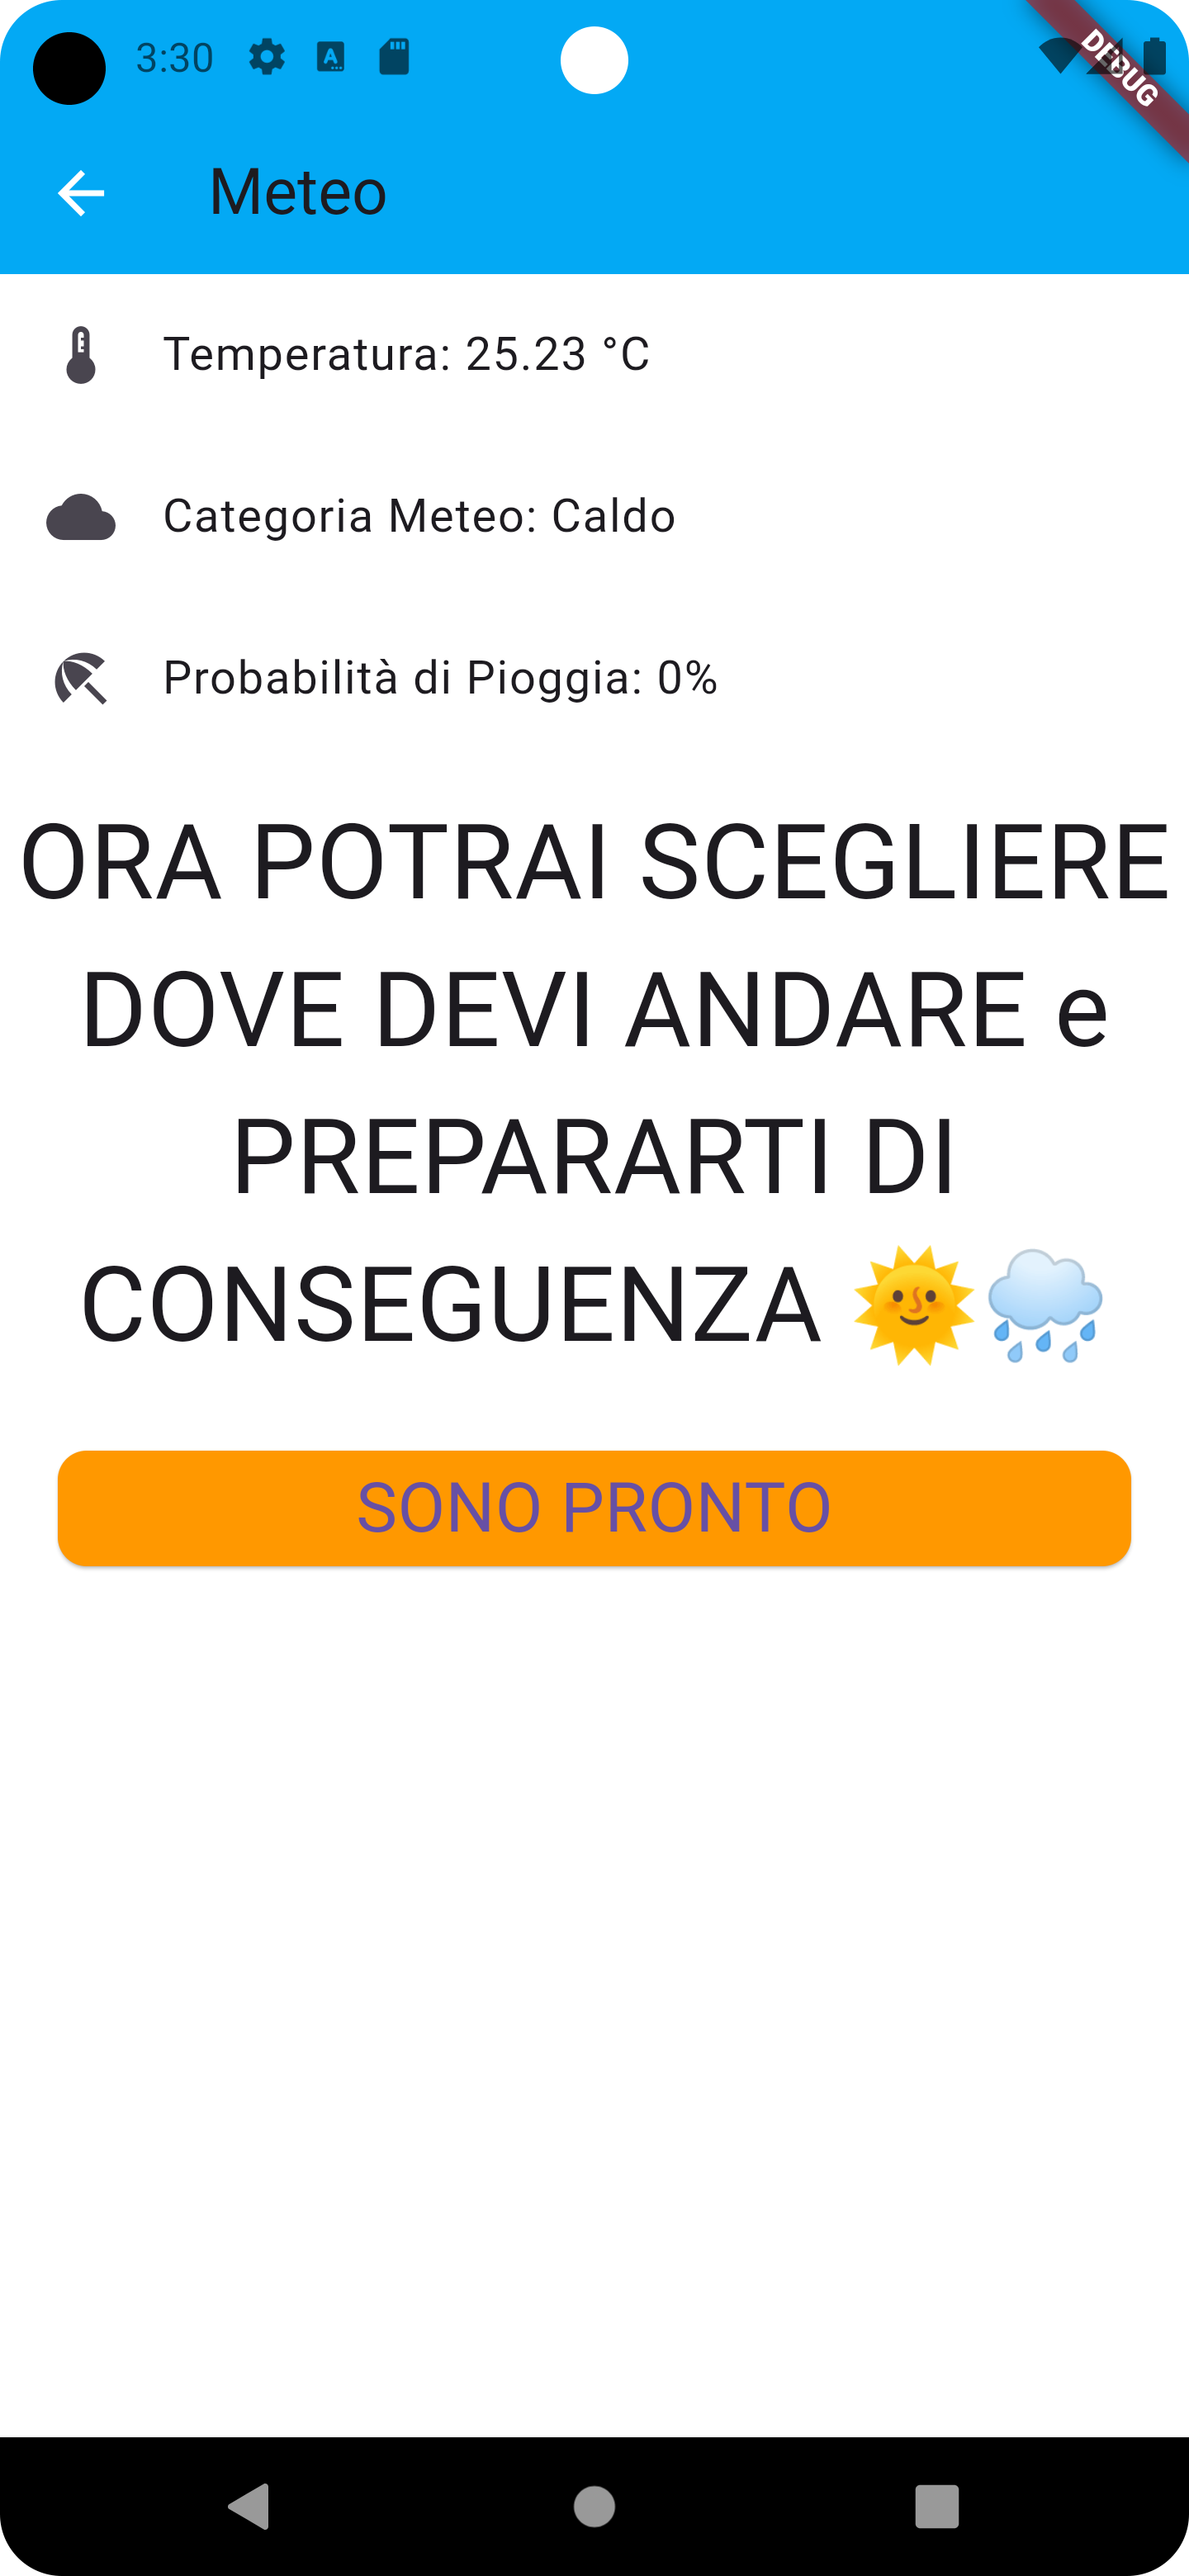 3:30
DEBUG
Meteo
Temperatura: 25.23 °C
Categoria Meteo: Caldo
Probabilità di Pioggia: 0%
ORA POTRAI SCEGLIERE
DOVE DEVI ANDARE e
PREPARARTI DI
CONSEGUENZA 🌞🌧️
SONO PRONTO